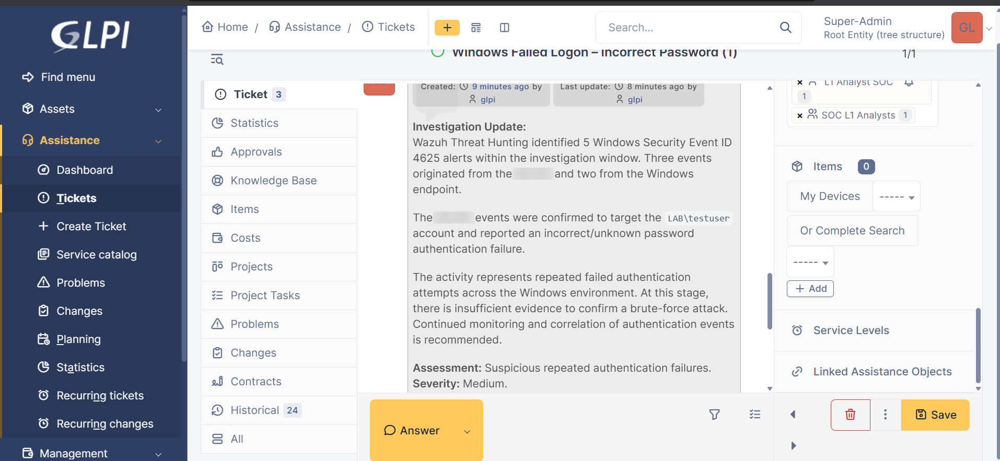 GLPI
Find menu
Assets
Assistance
Dashboard
Tickets
Create Ticket
Service catalog
Problems
Changes
Planning
Statistics
Recurring tickets
Recurring changes
Management
Home / Assistance / Tickets
Search...
Super-Admin
Root Entity (tree structure)
GL
Windows Failed Logon – Incorrect Password (1)
1/1
Ticket 3
Statistics
Approvals
Knowledge Base
Items
Costs
Projects
Project Tasks
Problems
Changes
Contracts
Historical 24
All
Created: 9 minutes ago by
glpi
Last update: 8 minutes ago by
glpi
Investigation Update:
Wazuh Threat Hunting identified 5 Windows Security Event ID
4625 alerts within the investigation window. Three events
originated from the and two from the Windows
endpoint.
The events were confirmed to target the LAB\testuser
account and reported an incorrect/unknown password
authentication failure.
The activity represents repeated failed authentication
attempts across the Windows environment. At this stage,
there is insufficient evidence to confirm a brute-force attack.
Continued monitoring and correlation of authentication events
is recommended.
Assessment: Suspicious repeated authentication failures.
Severity: Medium.
Answer
L1 Analyst SOC
1
SOC L1 Analysts 1
Items 0
My Devices -----
Or Complete Search
-----
+ Add
Service Levels
Linked Assistance Objects
Save